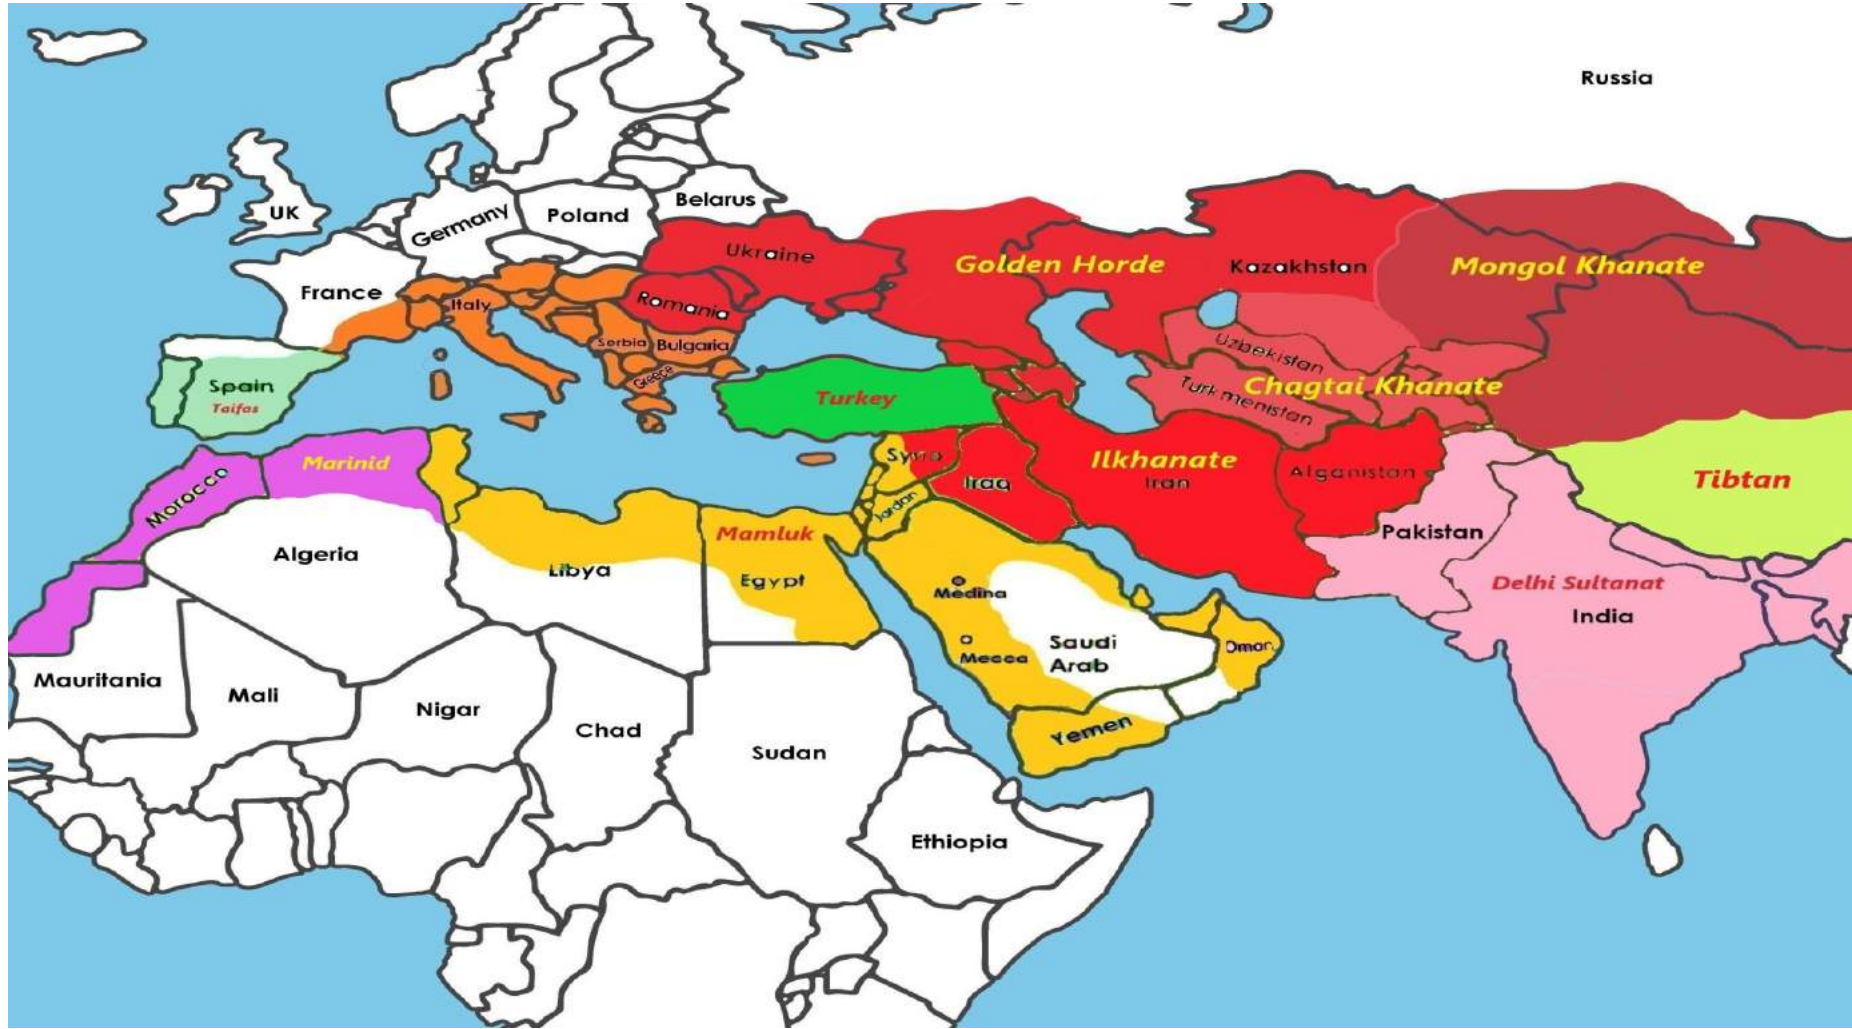 Russia
Belarus
UK
Germany
Poland
Ukraine
Golden Horde
Kazakhstan
Mongol Khanate
France
Italy
Romania
Serbia
Bulgaria
Uzbekistan
Greece
Spain
Taifas
Turkey
Turkmenistan
Chagtai Khanate
Morocco
Marinid
Syria
Iraq
Ilkhanate
Iran
Afganistan
Tibtan
Jordan
Algeria
Libya
Mamluk
Egypt
Pakistan
Medina
Delhi Sultanat
India
Mecca
Saudi
Arab
Oman
Mauritania
Mali
Nigar
Chad
Sudan
Yemen
Ethiopia